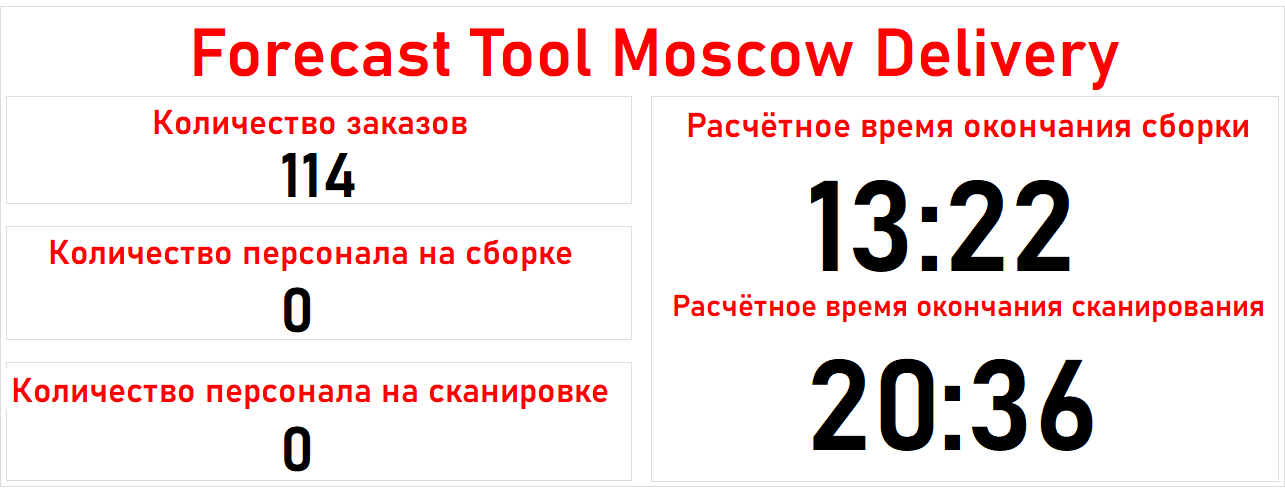 Forecast Tool Moscow Delivery
Количество заказов
114
Количество персонала на сборке
0
Количество персонала на сканировке
0
Расчётное время окончания сборки
13:22
Расчётное время окончания сканирования
20:36